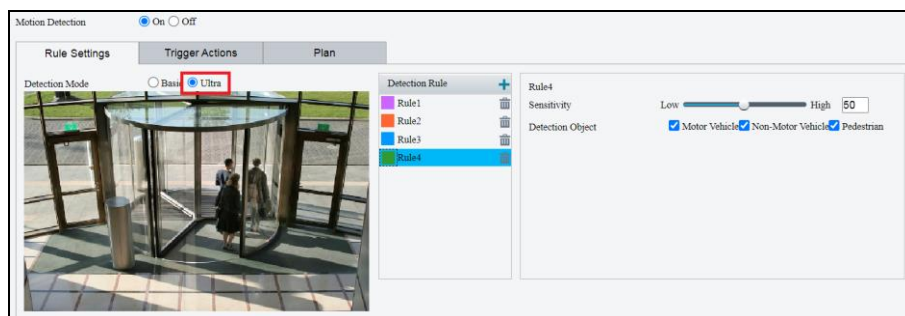 Motion Detection On Off
Rule Settings Trigger Actions Plan
Detection Mode Basic Ultra
Detection Rule
Rule1
Rule2
Rule3
Rule4
Rule4
Sensitivity Low High 50
Detection Object Motor Vehicle Non-Motor Vehicle Pedestrian